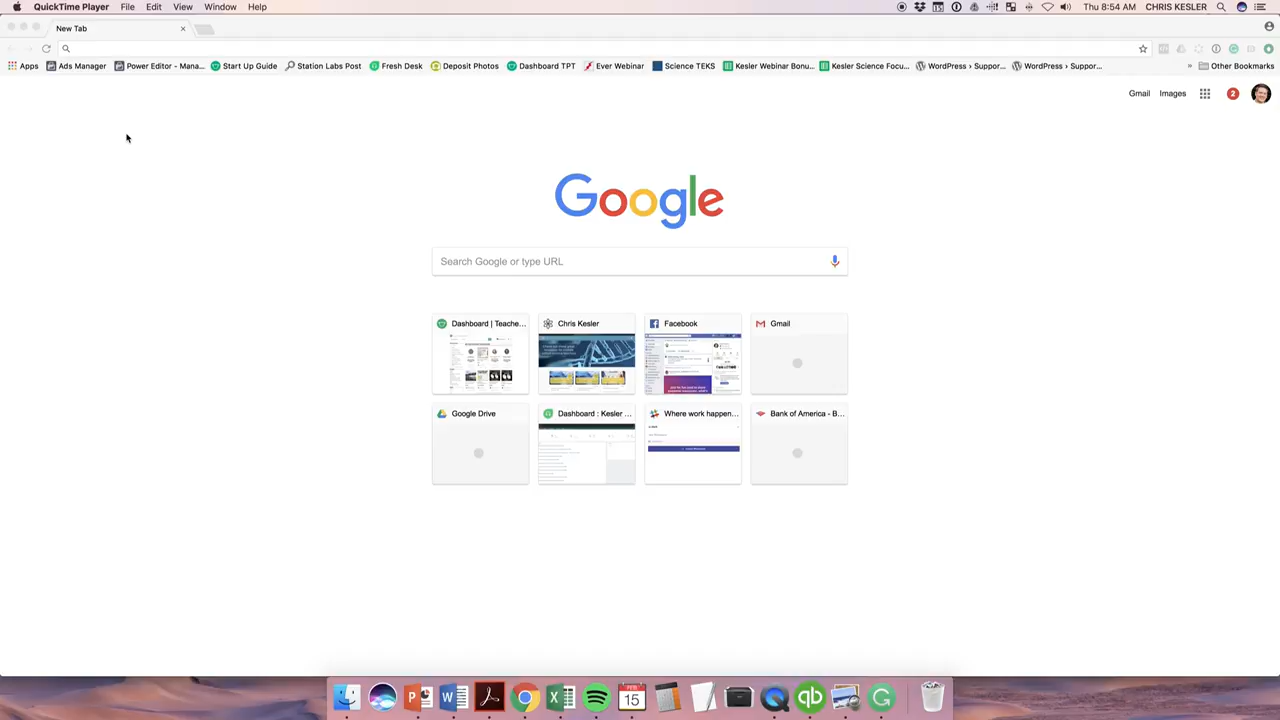 QuickTime Player File Edit View Window Help Thu 8:54 AM CHRIS KESLER
New Tab
Apps Ads Manager Power Editor - Mana... Start Up Guide Station Labs Post Fresh Desk Deposit Photos Dashboard TPT Ever Webinar Science TEKS Kesler Webinar Bonu... Kesler Science Focu... WordPress › Suppor... WordPress › Suppor... » Other Bookmarks
Gmail Images 2
Google
Search Google or type URL
Dashboard | Teache... Chris Kesler Facebook Gmail
Google Drive Dashboard : Kesler ... Where work happen... Bank of America - B...
15